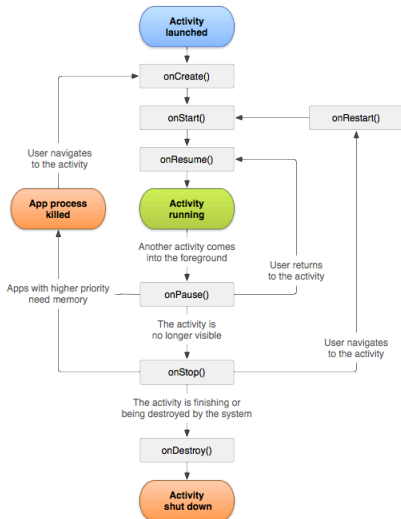 Activity
launched
onCreate()
onStart()
onRestart()
User navigates
to the activity
onResume()
App process
killed
Activity
running
Another activity comes
into the foreground
User returns
to the activity
Apps with higher priority
need memory
onPause()
The activity is
no longer visible
User navigates
to the activity
onStop()
The activity is finishing or
being destroyed by the system
onDestroy()
Activity
shut down